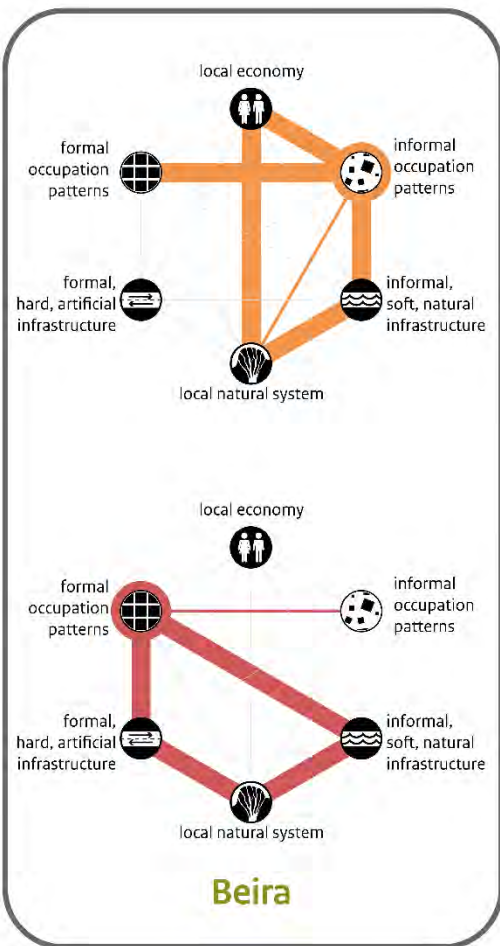 local economy
formal
occupation
patterns
informal
occupation
patterns
formal,
hard, artificial
infrastructure
informal,
soft, natural
infrastructure
local natural system
local economy
formal
occupation
patterns
informal
occupation
patterns
formal,
hard, artificial
infrastructure
informal,
soft, natural
infrastructure
local natural system
Beira